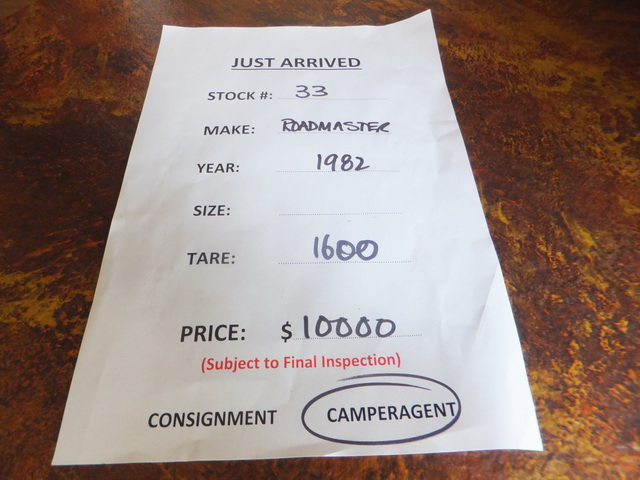 JUST ARRIVED
STOCK #: 33
MAKE: ROADMASTER
YEAR: 1982
SIZE:
TARE: 1600
PRICE: $ 10000
(Subject to Final Inspection)
CONSIGNMENT CAMPERAGENT